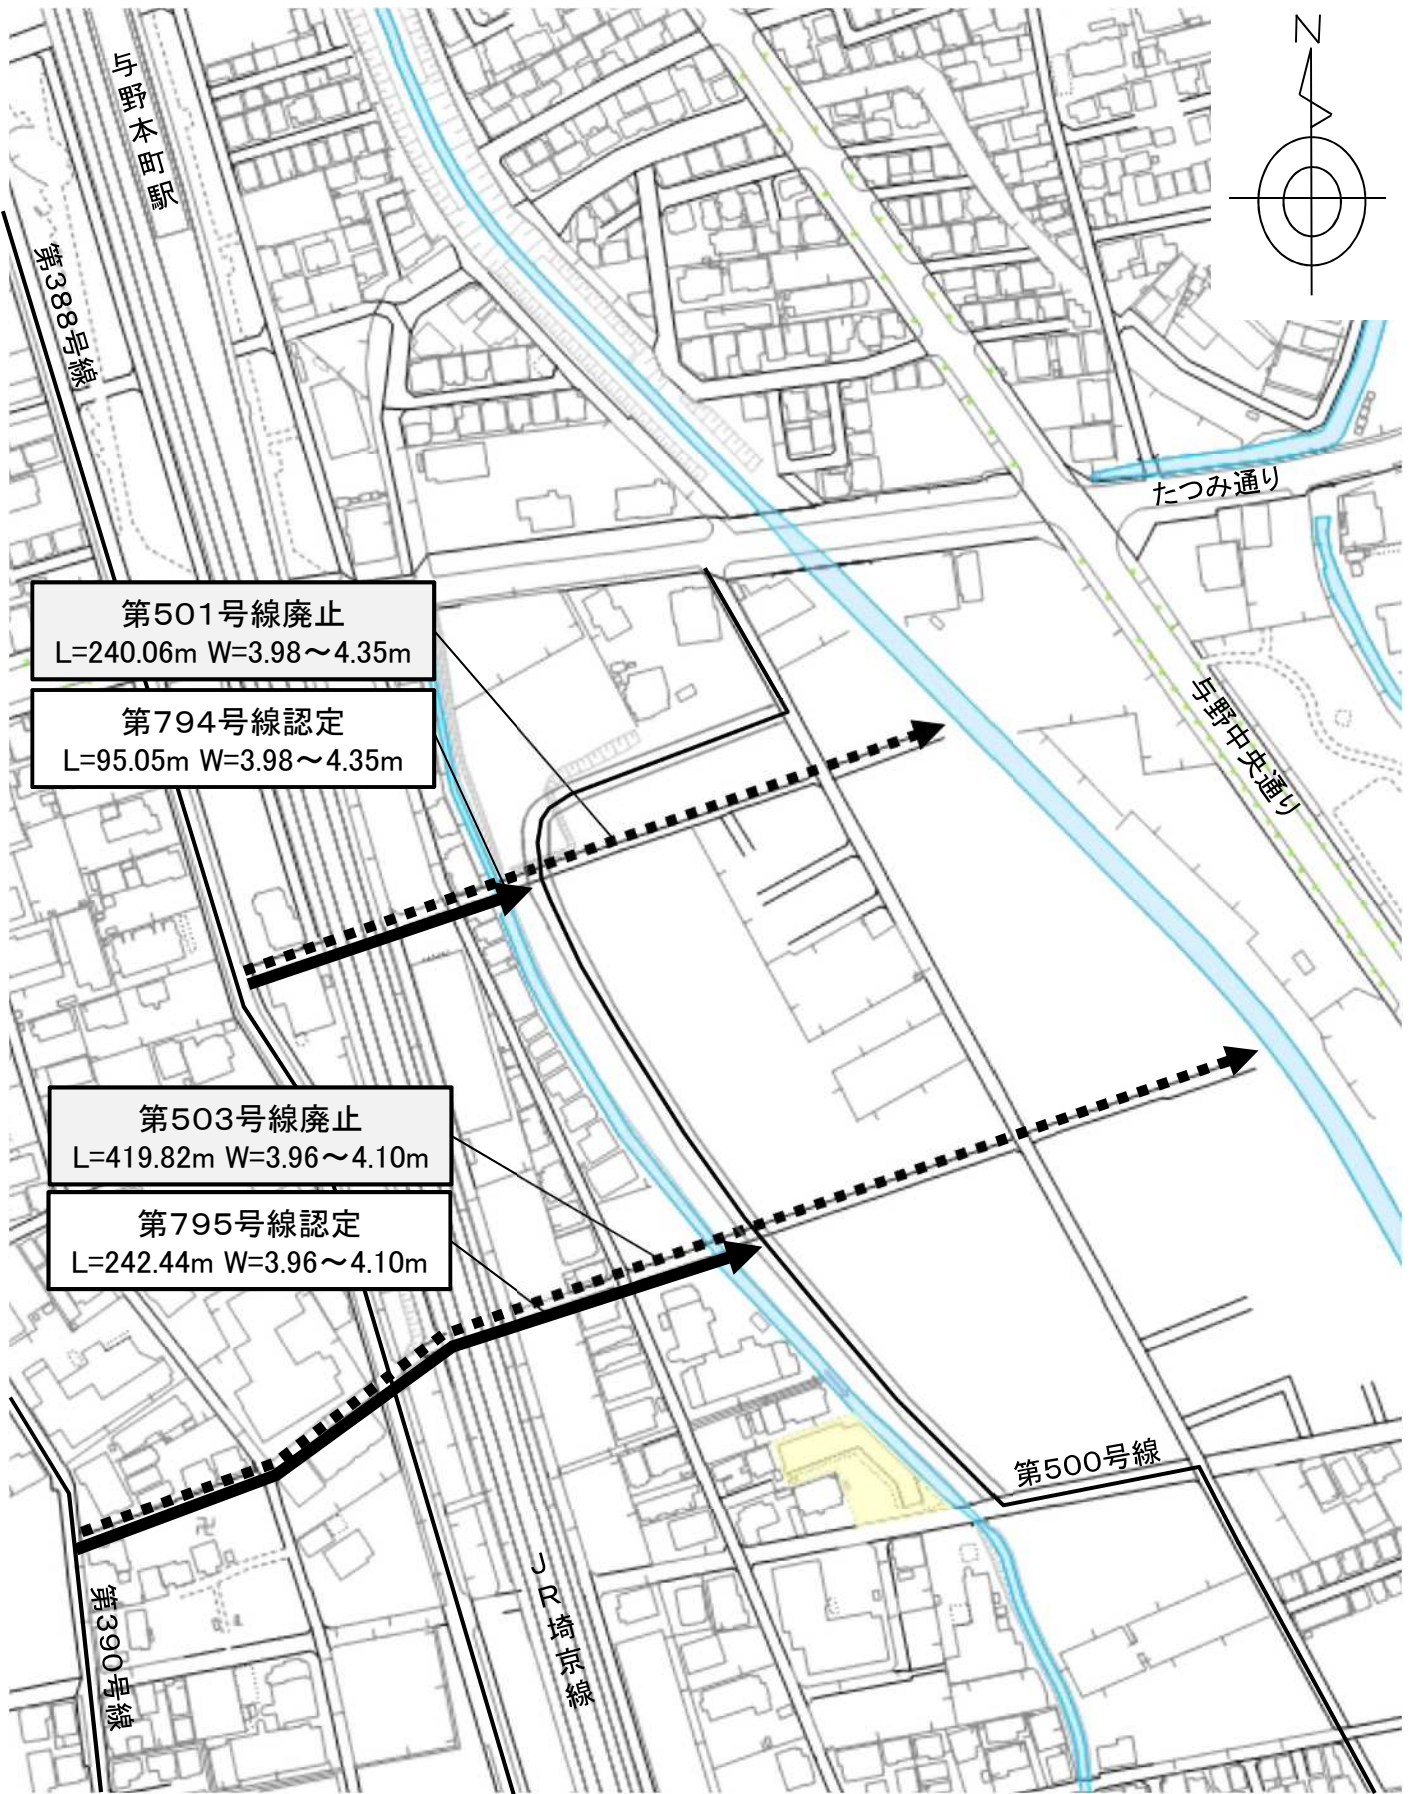 N
与野本町駅
第388号線
たつみ通り
第501号線廃止
L=240.06m W=3.98～4.35m
第794号線認定
L=95.05m W=3.98～4.35m
与野中央通り
第503号線廃止
L=419.82m W=3.96～4.10m
第795号線認定
L=242.44m W=3.96～4.10m
第500号線
JR埼京線
第390号線